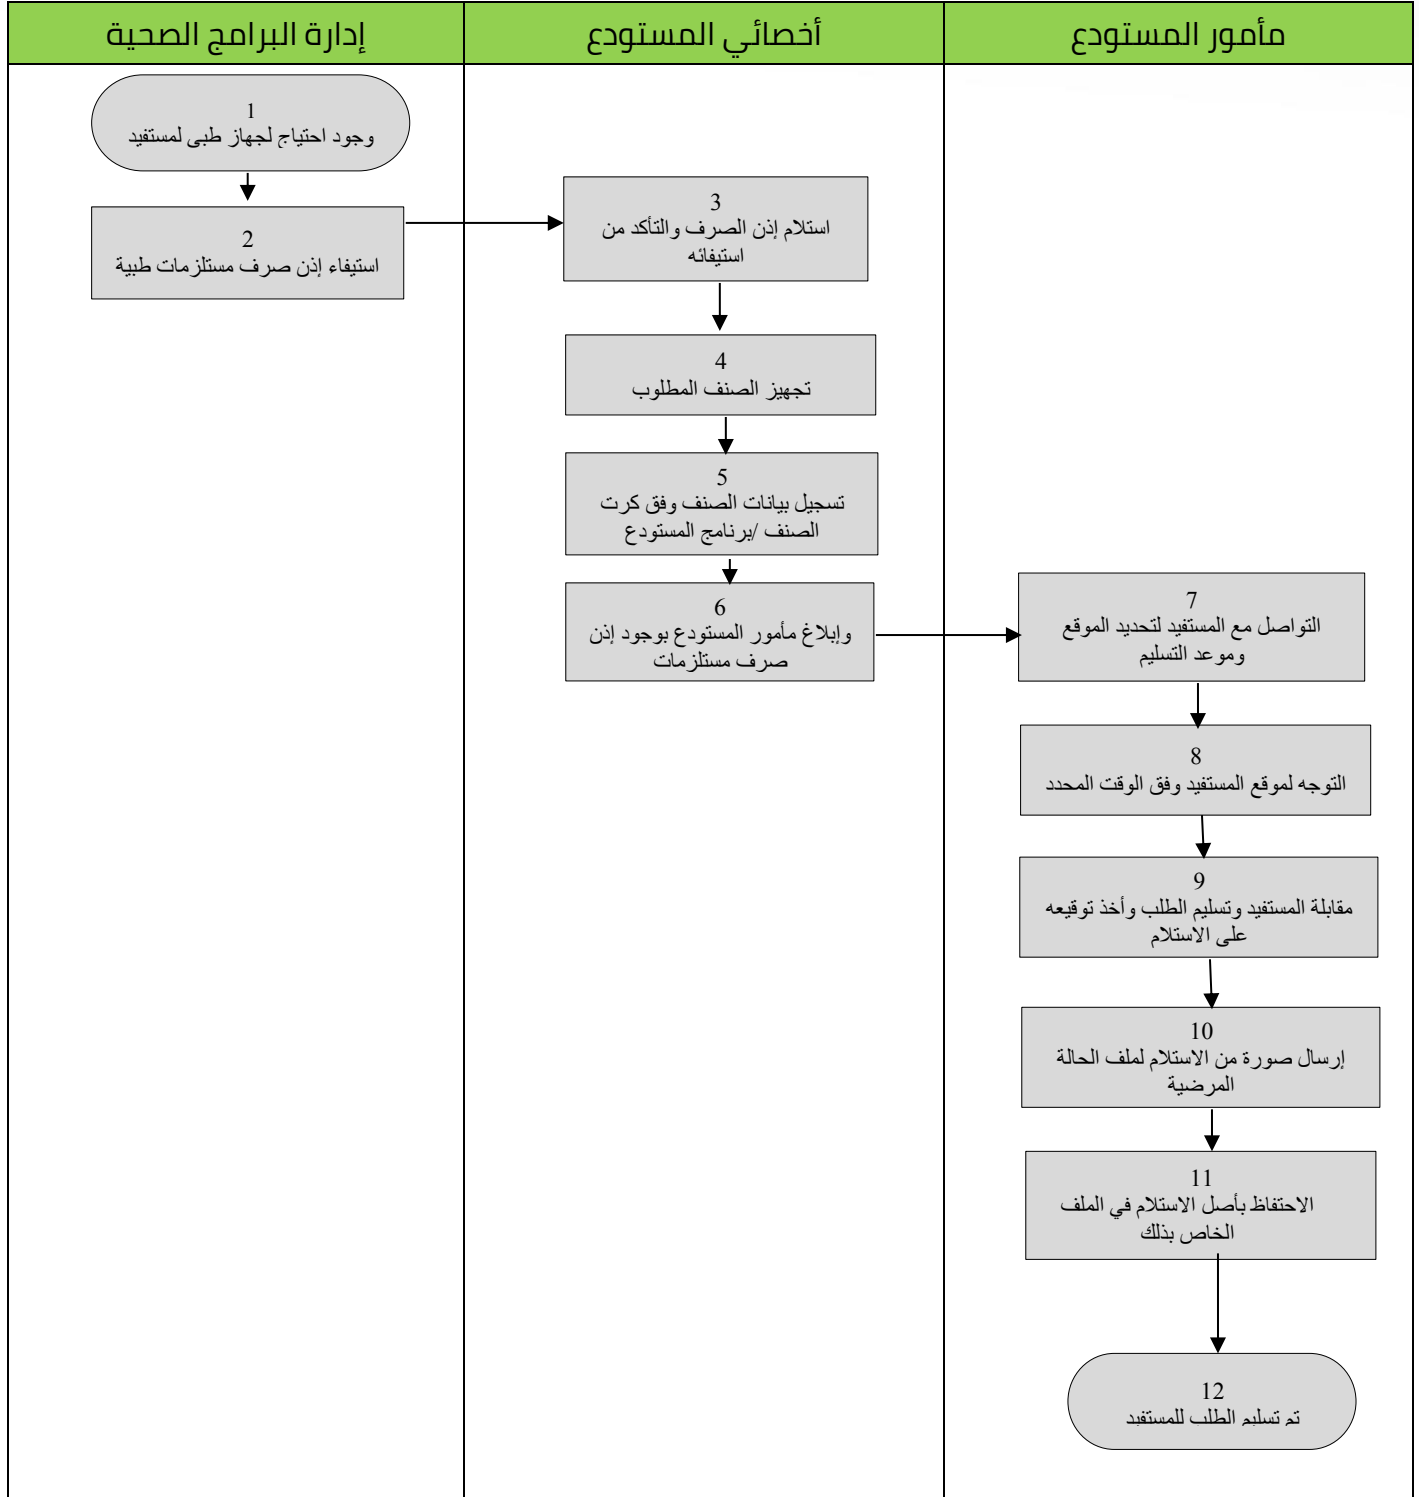 إدارة البرامج الصحية
أخصائي المستودع
مأمور المستودع
1
وجود احتياج لجهاز طبي لمستفيد
2
استيفاء إذن صرف مستلزمات طبية
3
استلام إذن الصرف والتأكد من
استيفائه
4
تجهيز الصنف المطلوب
5
تسجيل بيانات الصنف وفق كرت
الصنف /برنامج المستودع
6
وإبلاغ مأمور المستودع بوجود إذن
صرف مستلزمات
7
التواصل مع المستفيد لتحديد الموقع
وموعد التسليم
8
التوجه لموقع المستفيد وفق الوقت المحدد
9
مقابلة المستفيد وتسليم الطلب وأخذ توقيعه
على الاستلام
10
إرسال صورة من الاستلام لملف الحالة
المرضية
11
الاحتفاظ بأصل الاستلام في الملف
الخاص بذلك
12
تم تسليم الطلب للمستفيد